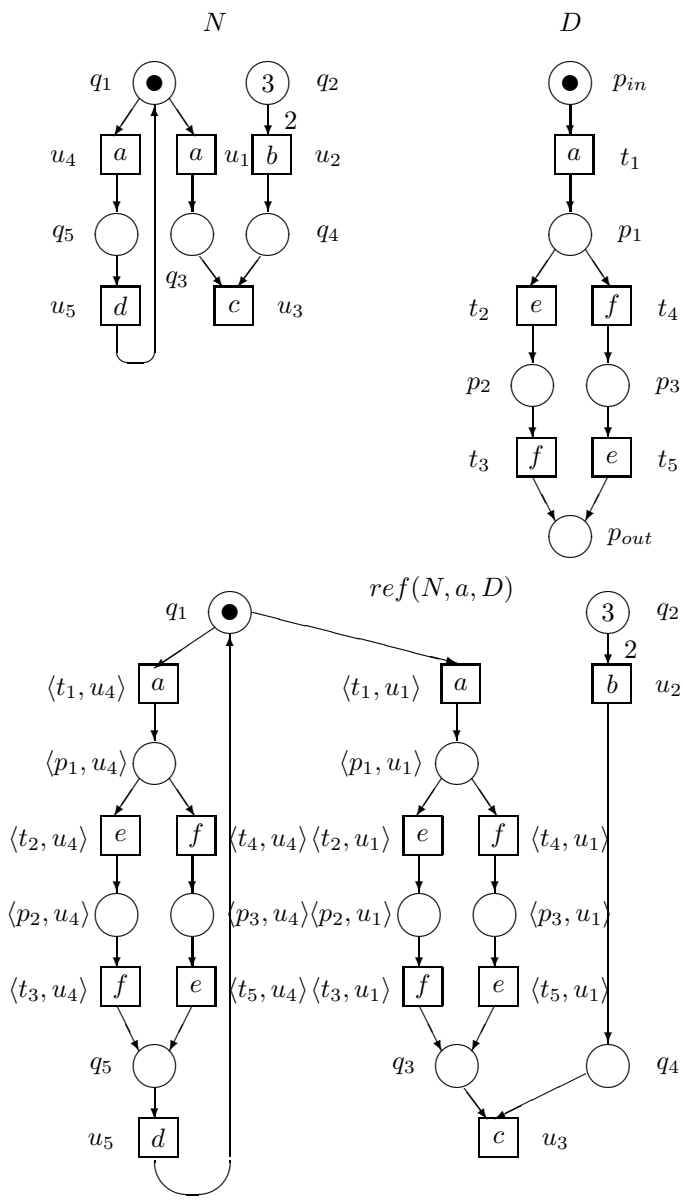 N D
q1 3 q2 p_in
2
u4 a a u1 b u2 a t1
q5 q4 p1
q3
u5 d c u3 t2 e f t4
p2 p3
t3 f e t5
p_out
ref(N, a, D)
q1 3 q2
2
⟨t1, u4⟩ a ⟨t1, u1⟩ a b u2
⟨p1, u4⟩ ⟨p1, u1⟩
⟨t2, u4⟩ e f ⟨t4, u4⟩ ⟨t2, u1⟩ e f ⟨t4, u1⟩
⟨p2, u4⟩ ⟨p3, u4⟩ ⟨p2, u1⟩ ⟨p3, u1⟩
⟨t3, u4⟩ f e ⟨t5, u4⟩ ⟨t3, u1⟩ f e ⟨t5, u1⟩
q5 q3 q4
u5 d c u3